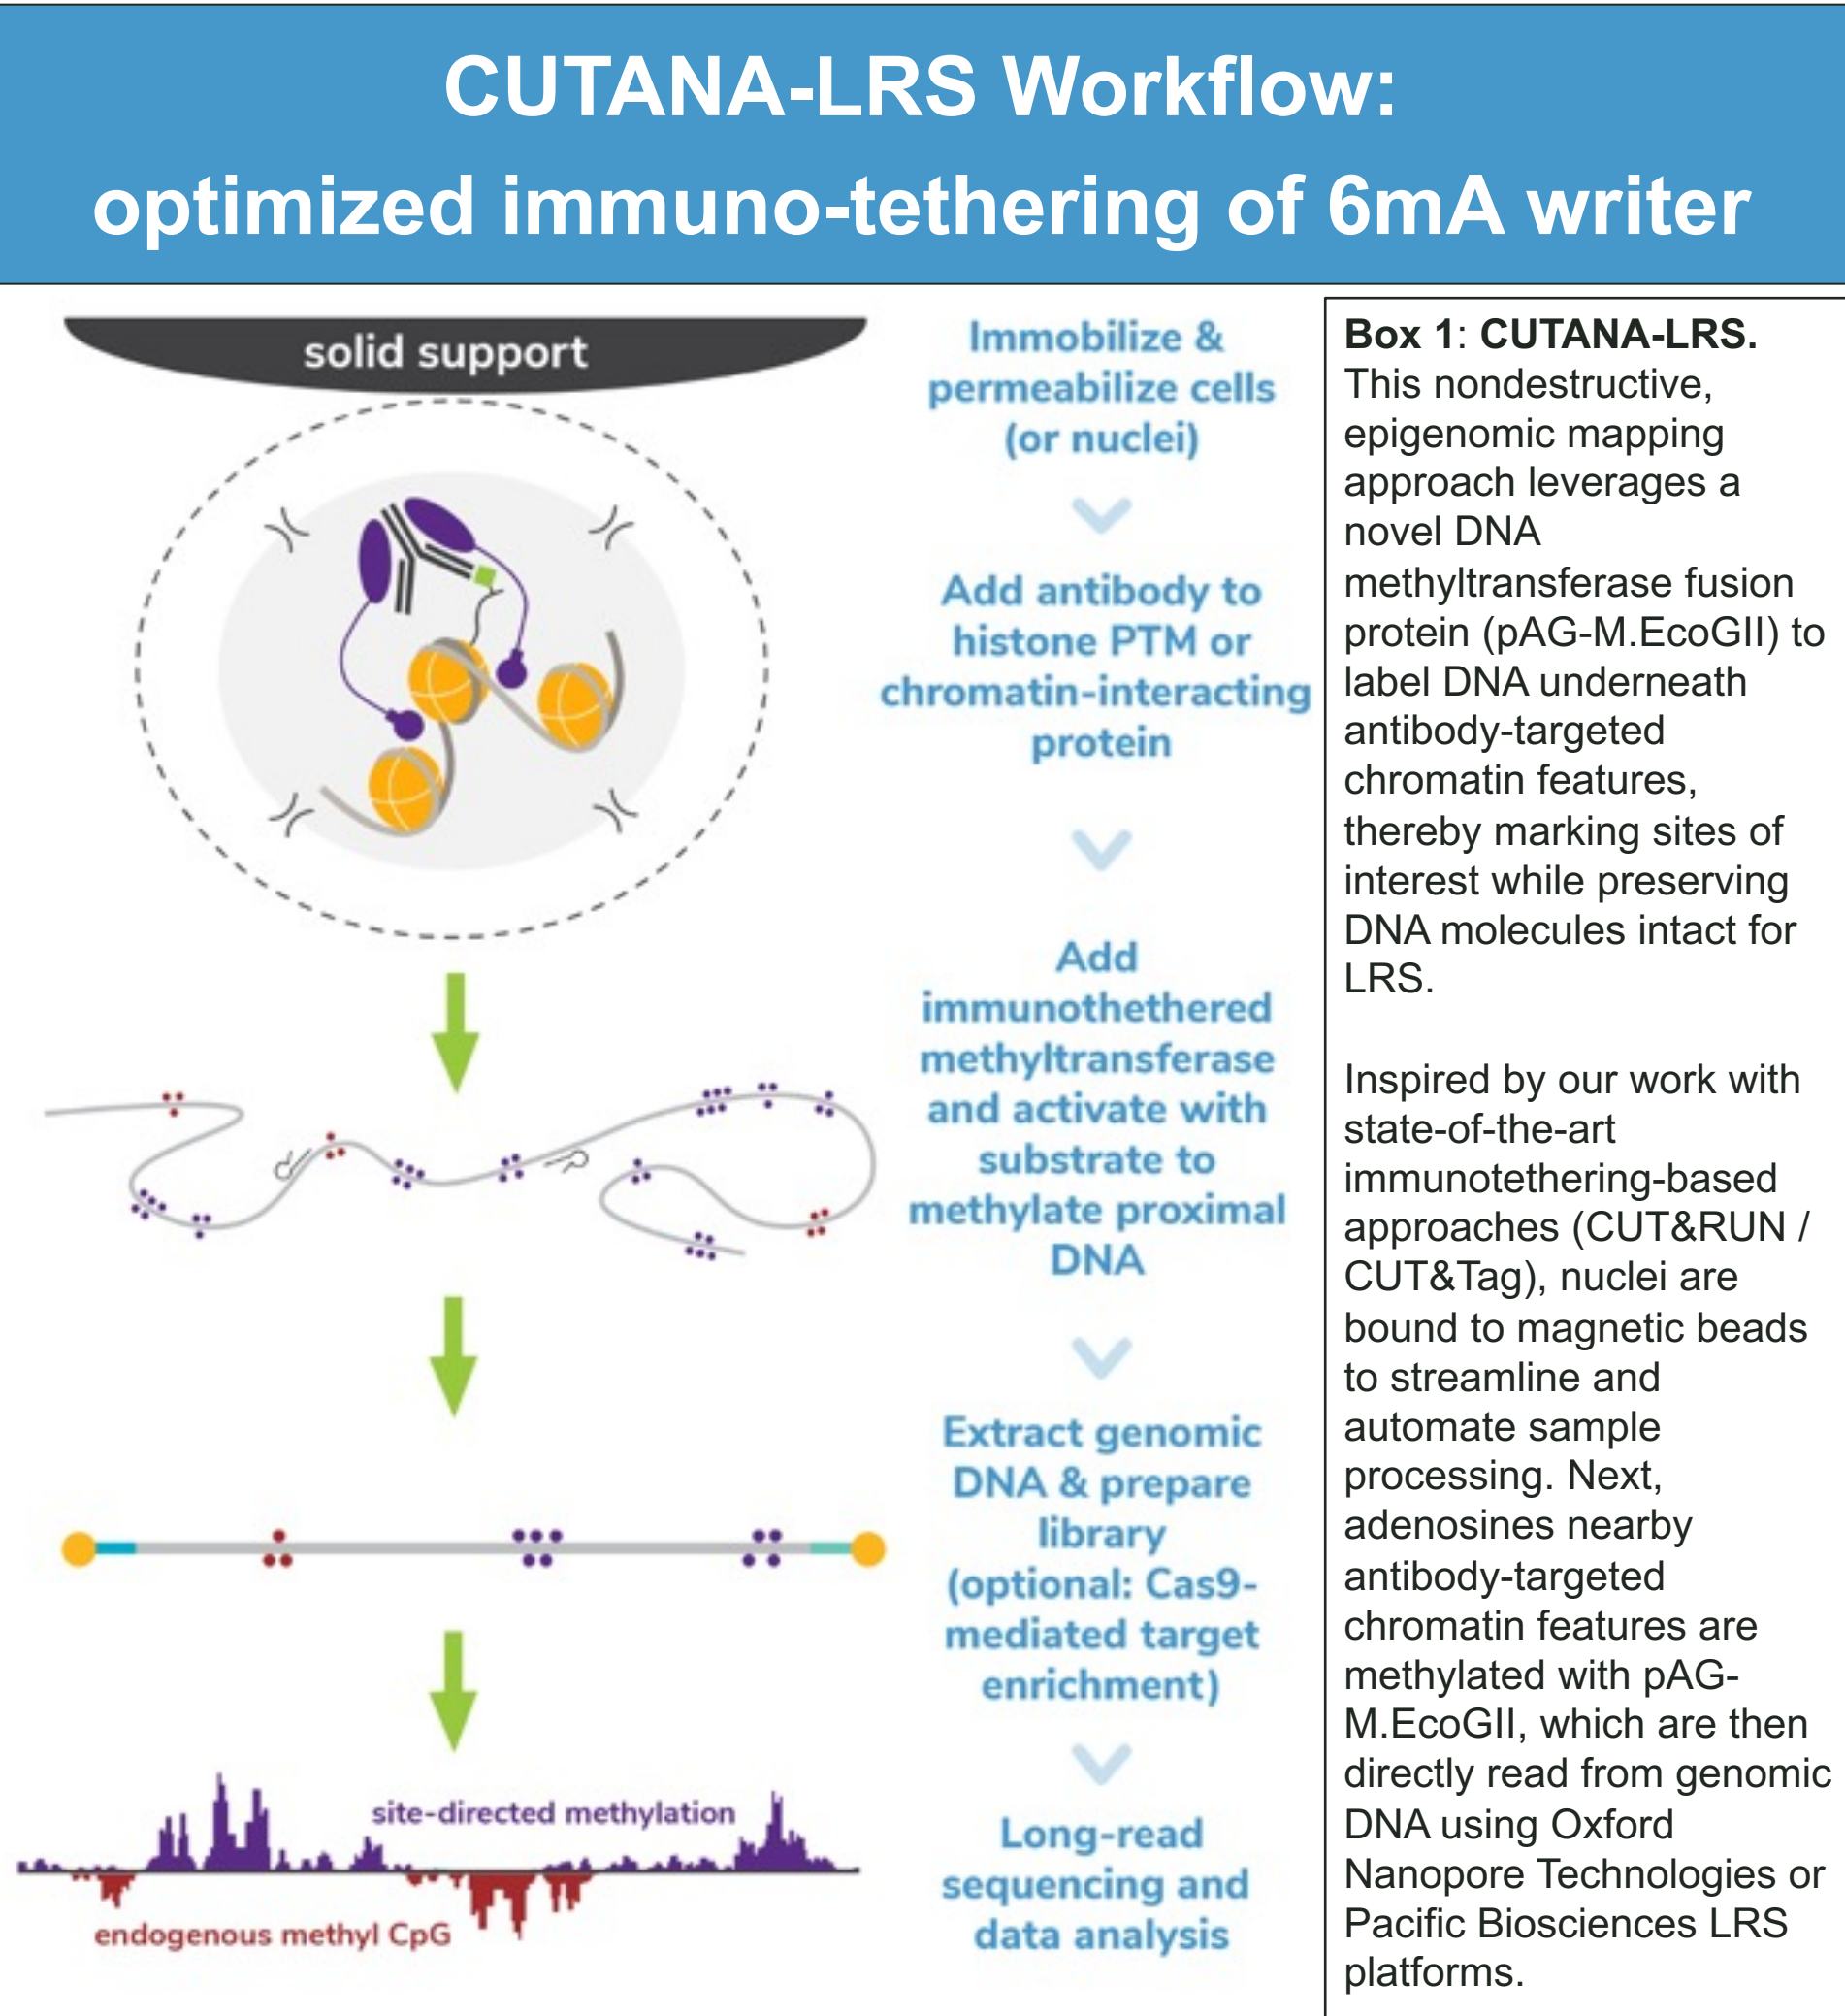 CUTANA-LRS Workflow:
optimized immuno-tethering of 6mA writer
solid support
Immobilize &
permeabilize cells
(or nuclei)
Add antibody to
histone PTM or
chromatin-interacting
protein
Add
immunothethered
methyltransferase
and activate with
substrate to
methylate proximal
DNA
Extract genomic
DNA & prepare
library
(optional: Cas9-
mediated target
enrichment)
Long-read
sequencing and
data analysis
site-directed methylation
endogenous methyl CpG
Box 1: CUTANA-LRS.
This nondestructive,
epigenomic mapping
approach leverages a
novel DNA
methyltransferase fusion
protein (pAG-M.EcoGII) to
label DNA underneath
antibody-targeted
chromatin features,
thereby marking sites of
interest while preserving
DNA molecules intact for
LRS.
Inspired by our work with
state-of-the-art
immunotethering-based
approaches (CUT&RUN /
CUT&Tag), nuclei are
bound to magnetic beads
to streamline and
automate sample
processing. Next,
adenosines nearby
antibody-targeted
chromatin features are
methylated with pAG-
M.EcoGII, which are then
directly read from genomic
DNA using Oxford
Nanopore Technologies or
Pacific Biosciences LRS
platforms.